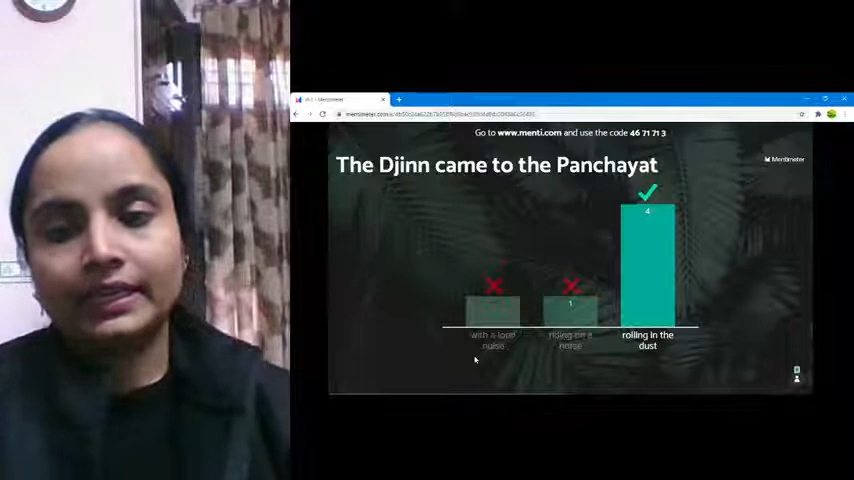 Go to www.menti.com and use the code 46 71 71 3
The Djinn came to the Panchayat
Mentimeter
4
1
with a loud
noise
riding on a
horse
rolling in the
dust